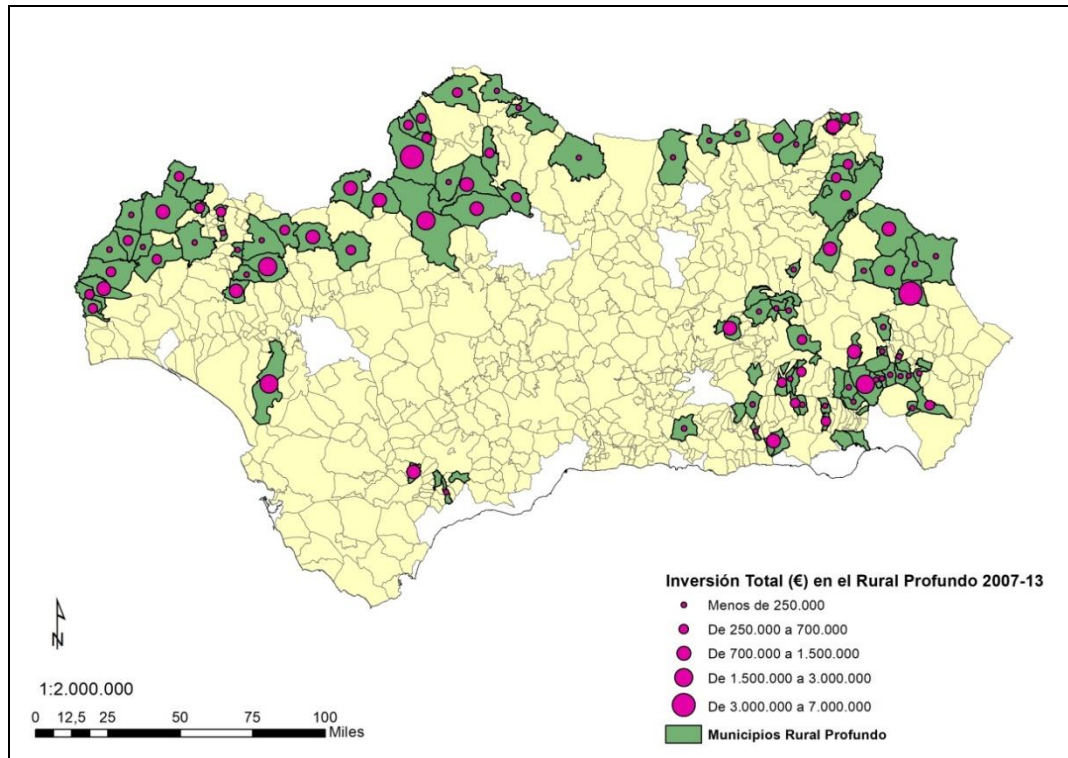 Inversión Total (€) en el Rural Profundo 2007-13
Menos de 250.000
De 250.000 a 700.000
De 700.000 a 1.500.000
De 1.500.000 a 3.000.000
De 3.000.000 a 7.000.000
Municipios Rural Profundo
N
1:2.000.000
0 12,5 25 50 75 100
Miles